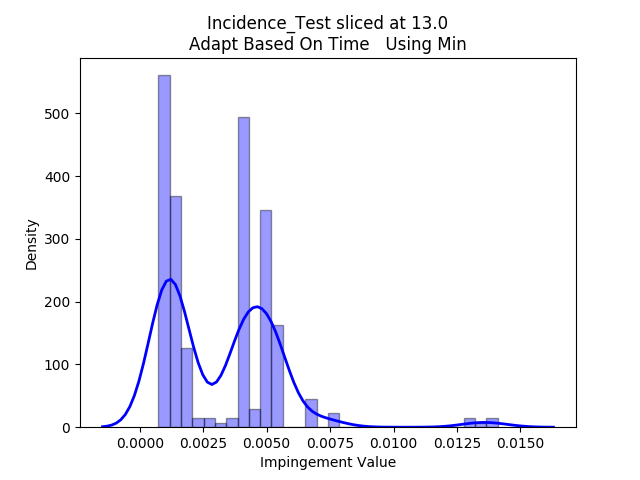 Incidence_Test sliced at 13.0
Adapt Based On Time   Using Min
Density
500
400
300
200
100
0
0.0000 0.0025 0.0050 0.0075 0.0100 0.0125 0.0150
Impingement Value